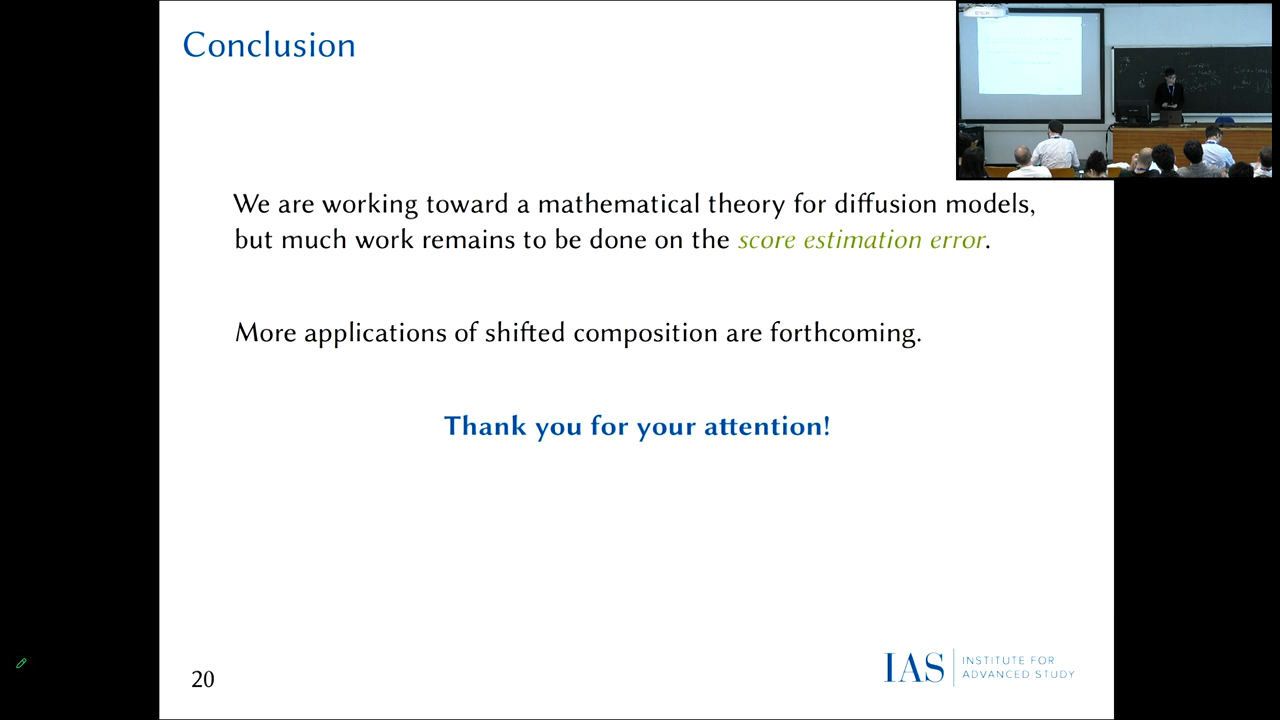 Conclusion
We are working toward a mathematical theory for diffusion models,
but much work remains to be done on the score estimation error.
More applications of shifted composition are forthcoming.
Thank you for your attention!
20
IAS
INSTITUTE FOR
ADVANCED STUDY